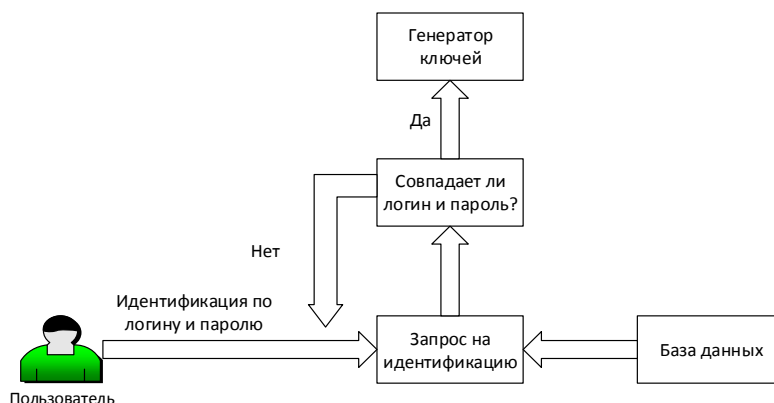 Генератор
ключей
Да
Совпадает ли
логин и пароль?
Нет
Идентификация по
логину и паролю
Запрос на
идентификацию
База данных
Пользователь